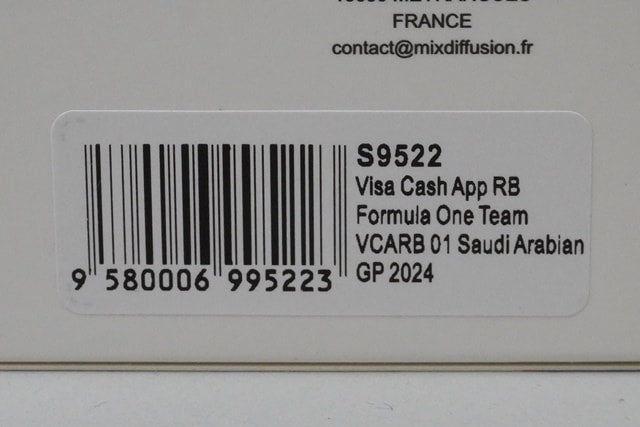 FRANCE
contact@mixdiffusion.fr
S9522
Visa Cash App RB
Formula One Team
VCARB 01 Saudi Arabian
GP 2024
9 580006 995223